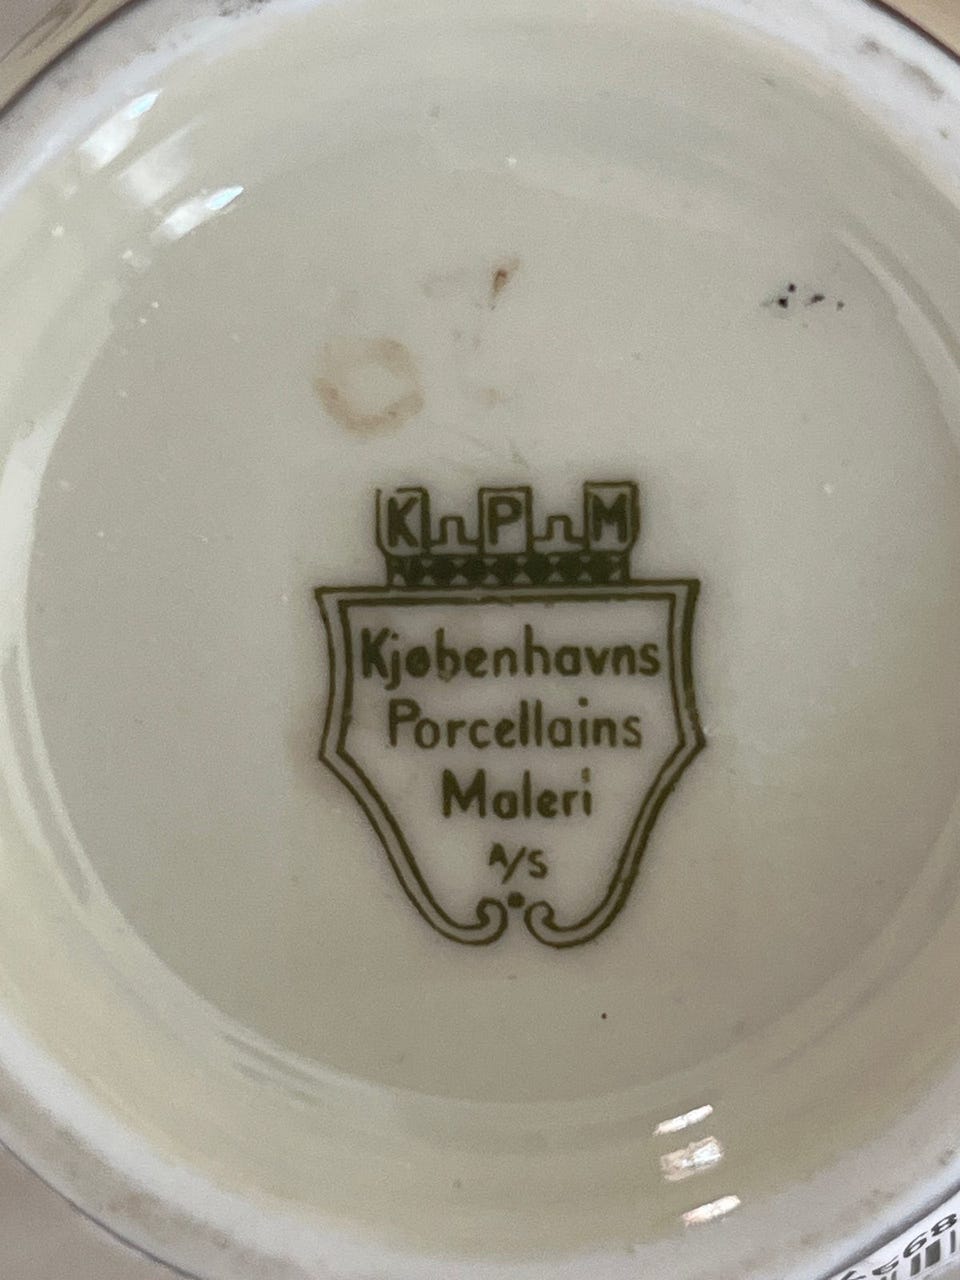 KPM
Kjøbenhavns
Porcellains
Maleri
A/S